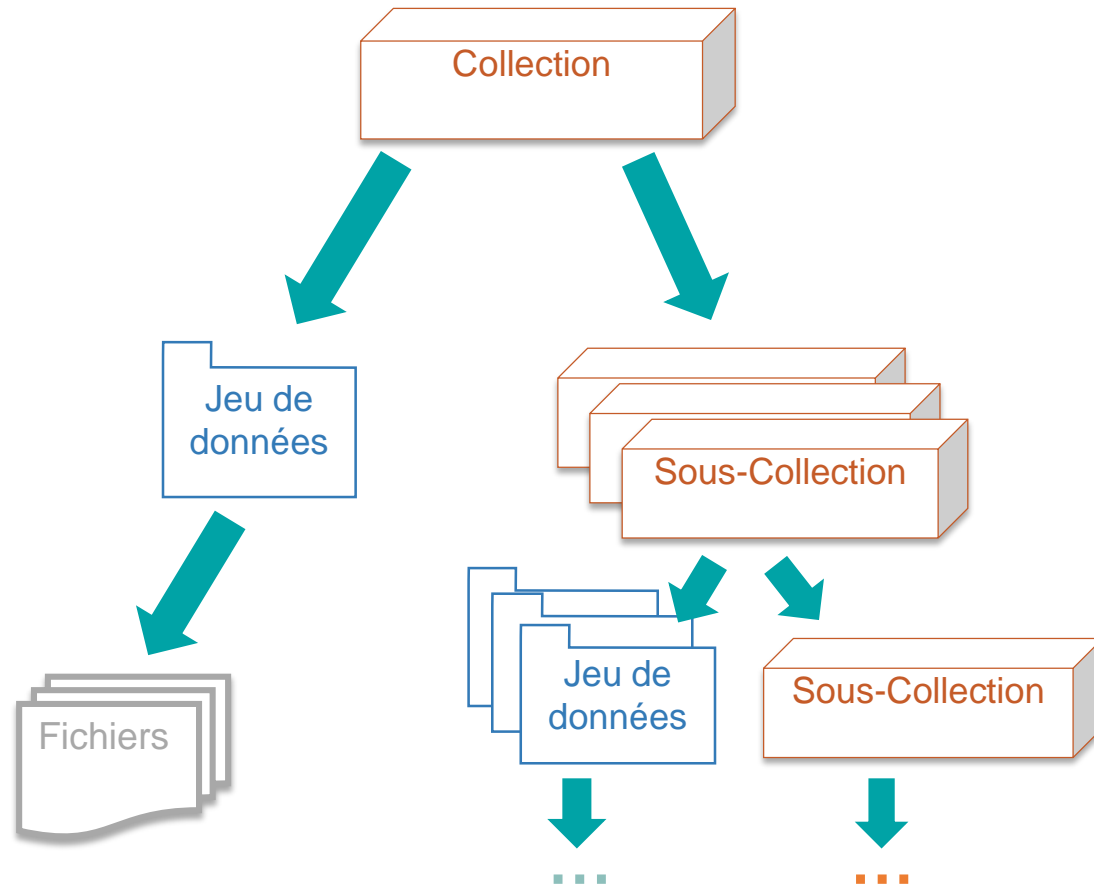 Collection
Jeu de
données
Sous-Collection
Fichiers
Jeu de
données
Sous-Collection
...
...